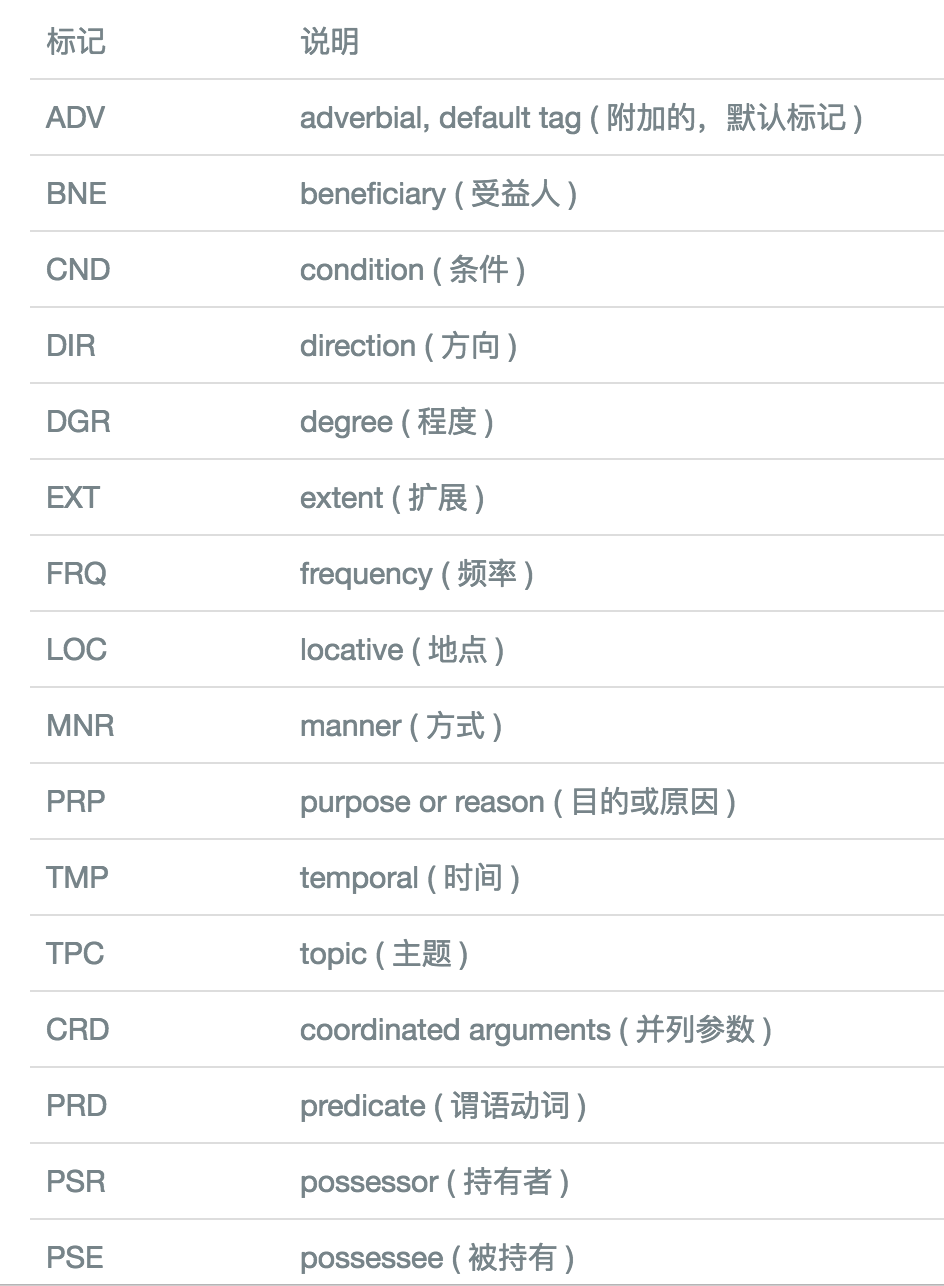 标记 说明
ADV adverbial, default tag ( 附加的，默认标记 )
BNE beneficiary ( 受益人 )
CND condition ( 条件 )
DIR direction ( 方向 )
DGR degree ( 程度 )
EXT extent ( 扩展 )
FRQ frequency ( 频率 )
LOC locative ( 地点 )
MNR manner ( 方式 )
PRP purpose or reason ( 目的或原因 )
TMP temporal ( 时间 )
TPC topic ( 主题 )
CRD coordinated arguments ( 并列参数 )
PRD predicate ( 谓语动词 )
PSR possessor ( 持有者 )
PSE possessee ( 被持有 )